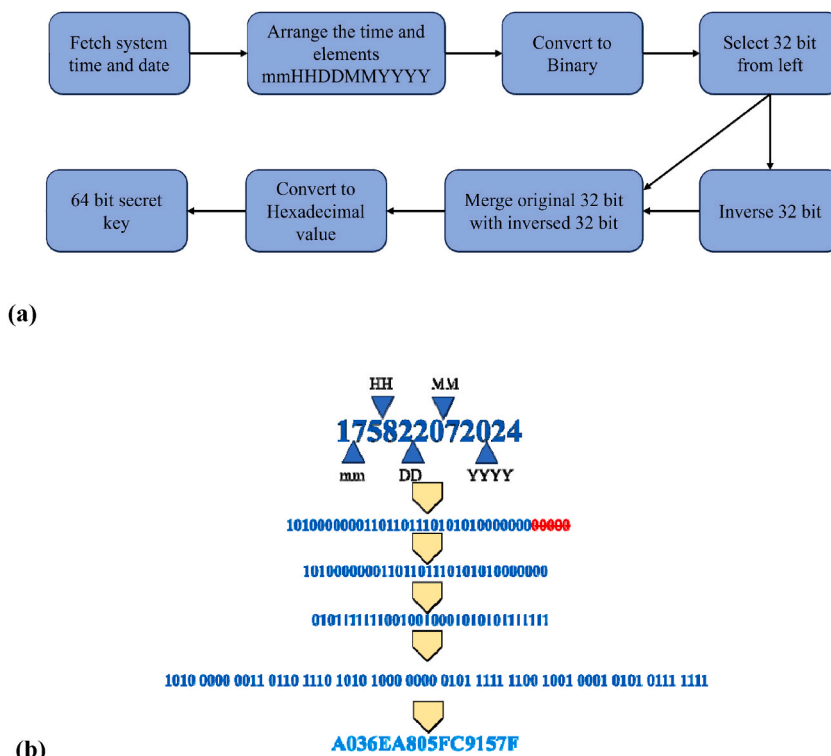 Fetch system
time and date
Arrange the time and
elements
mmHHDDMMYYYY
Convert to
Binary
Select 32 bit
from left
64 bit secret
key
Convert to
Hexadecimal
value
Merge original 32 bit
with inversed 32 bit
Inverse 32 bit
(a)
HH MM
175822072024
mm DD YYYY
1010000000110110111010101000000000000
10100000001101101110101010000000
01011111110010010001010101111111
1010 0000 0011 0110 1110 1010 1000 0000 0101 1111 1100 1001 0001 0101 0111 1111
A036EA805FC9157F
(b)